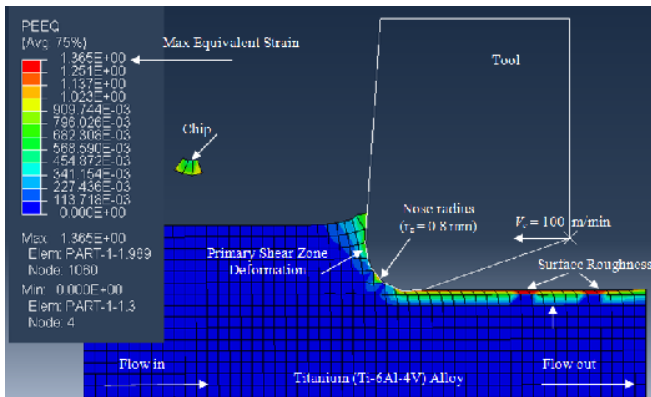 PEEQ
(Avg: 75%)
1.365E+00
1.251E+00
1.137E+00
1.023E+00
909.744E-03
796.026E-03
682.308E-03
568.590E-03
454.872E-03
341.154E-03
227.436E-03
113.718E-03
0.000E+00
Max: 1.365E+00
Elem: PART-1-1.989
Node: 1080
Min: 0.000E+00
Elem: PART-1-1.3
Node: 4
Max Equivalent Strain
Tool
Chip
Nose radius
= 0.8 mm)
= 100 m/min
Primary Shear Zone
Deformation
Surface Roughness
Flow in
Flow out
Titanium (Ti-6Al-4V) Alloy